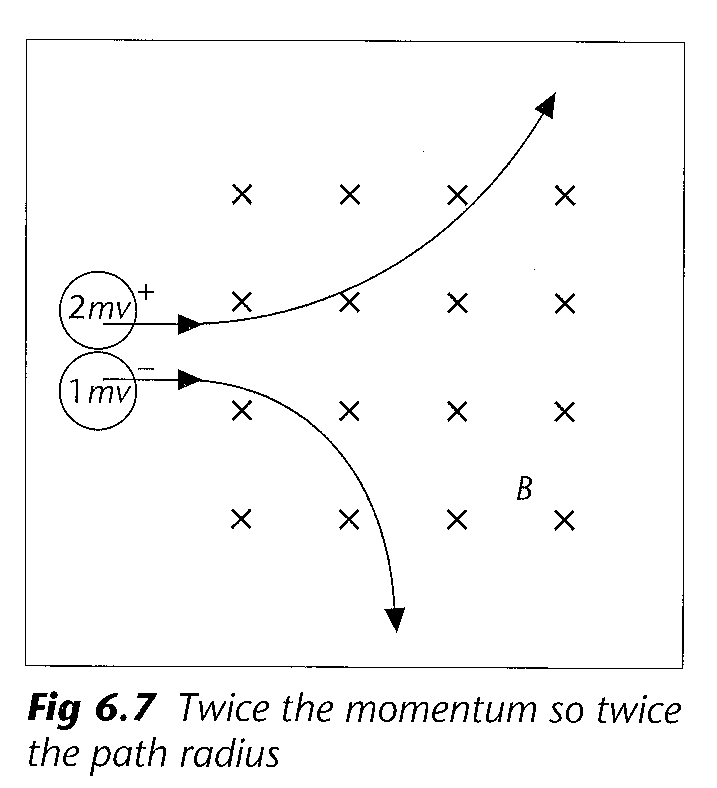 2mv +
1mv −
B
Fig 6.7 Twice the momentum so twice
the path radius